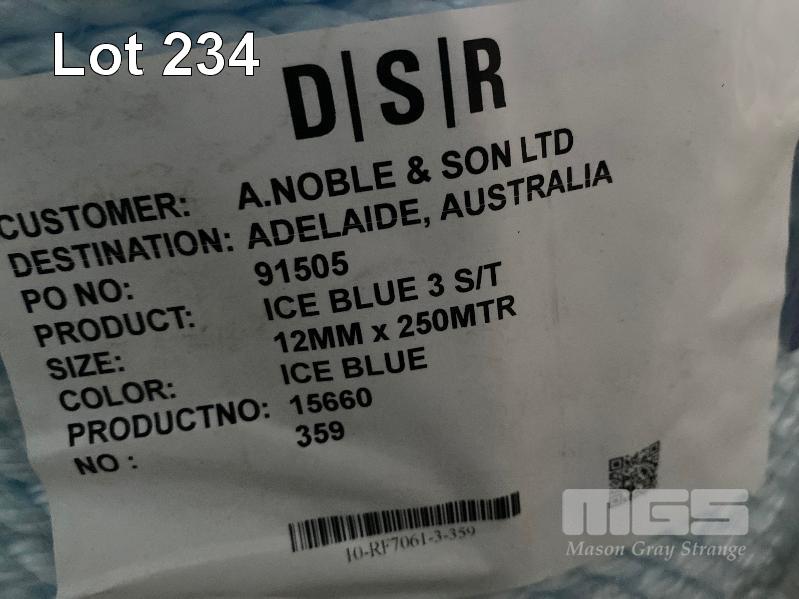 Lot 234
D|S|R
CUSTOMER: A.NOBLE & SON LTD
DESTINATION: ADELAIDE, AUSTRALIA
PO NO: 91505
PRODUCT: ICE BLUE 3 S/T
SIZE: 12MM x 250MTR
COLOR: ICE BLUE
PRODUCTNO: 15660
NO : 359
10-RF7061-3-359
MGS
Mason Gray Strange